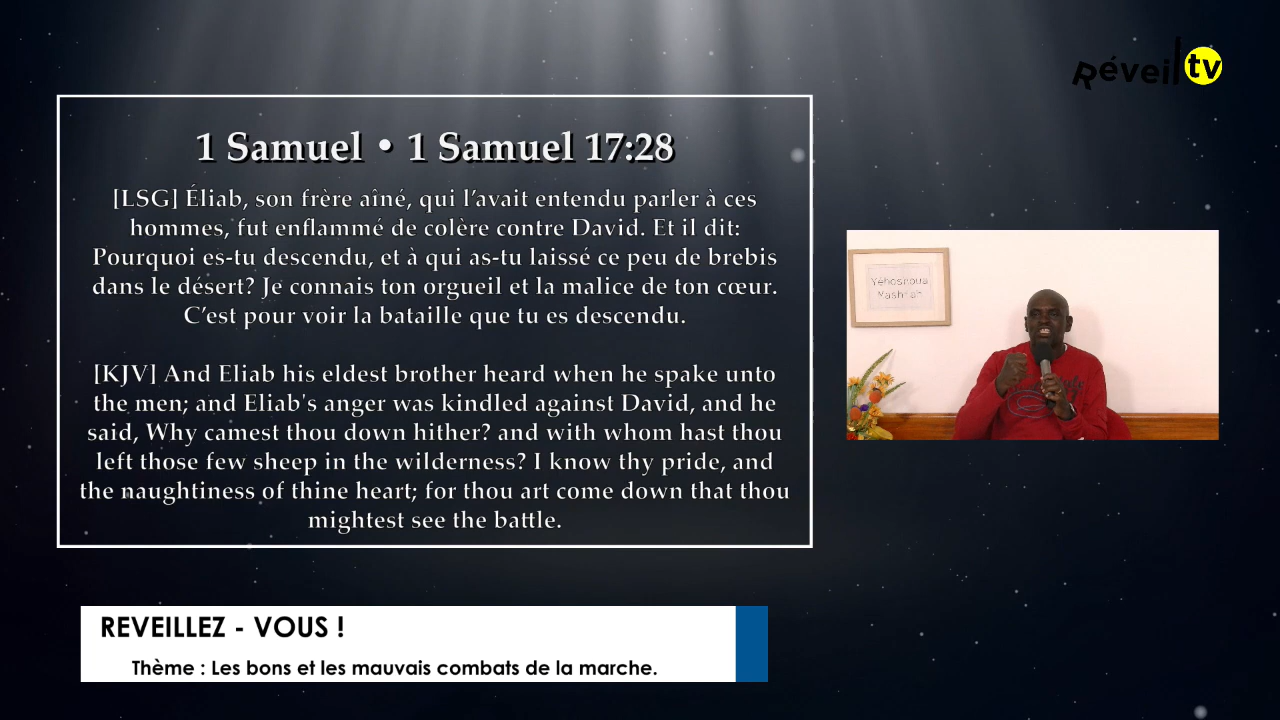 Réveil tv
1 Samuel • 1 Samuel 17:28
[LSG] Éliab, son frère aîné, qui l’avait entendu parler à ces
hommes, fut enflammé de colère contre David. Et il dit:
Pourquoi es-tu descendu, et à qui as-tu laissé ce peu de brebis
dans le désert? Je connais ton orgueil et la malice de ton cœur.
C’est pour voir la bataille que tu es descendu.
[KJV] And Eliab his eldest brother heard when he spake unto
the men; and Eliab's anger was kindled against David, and he
said, Why camest thou down hither? and with whom hast thou
left those few sheep in the wilderness? I know thy pride, and
the naughtiness of thine heart; for thou art come down that thou
mightest see the battle.
REVEILLEZ - VOUS !
Thème : Les bons et les mauvais combats de la marche.